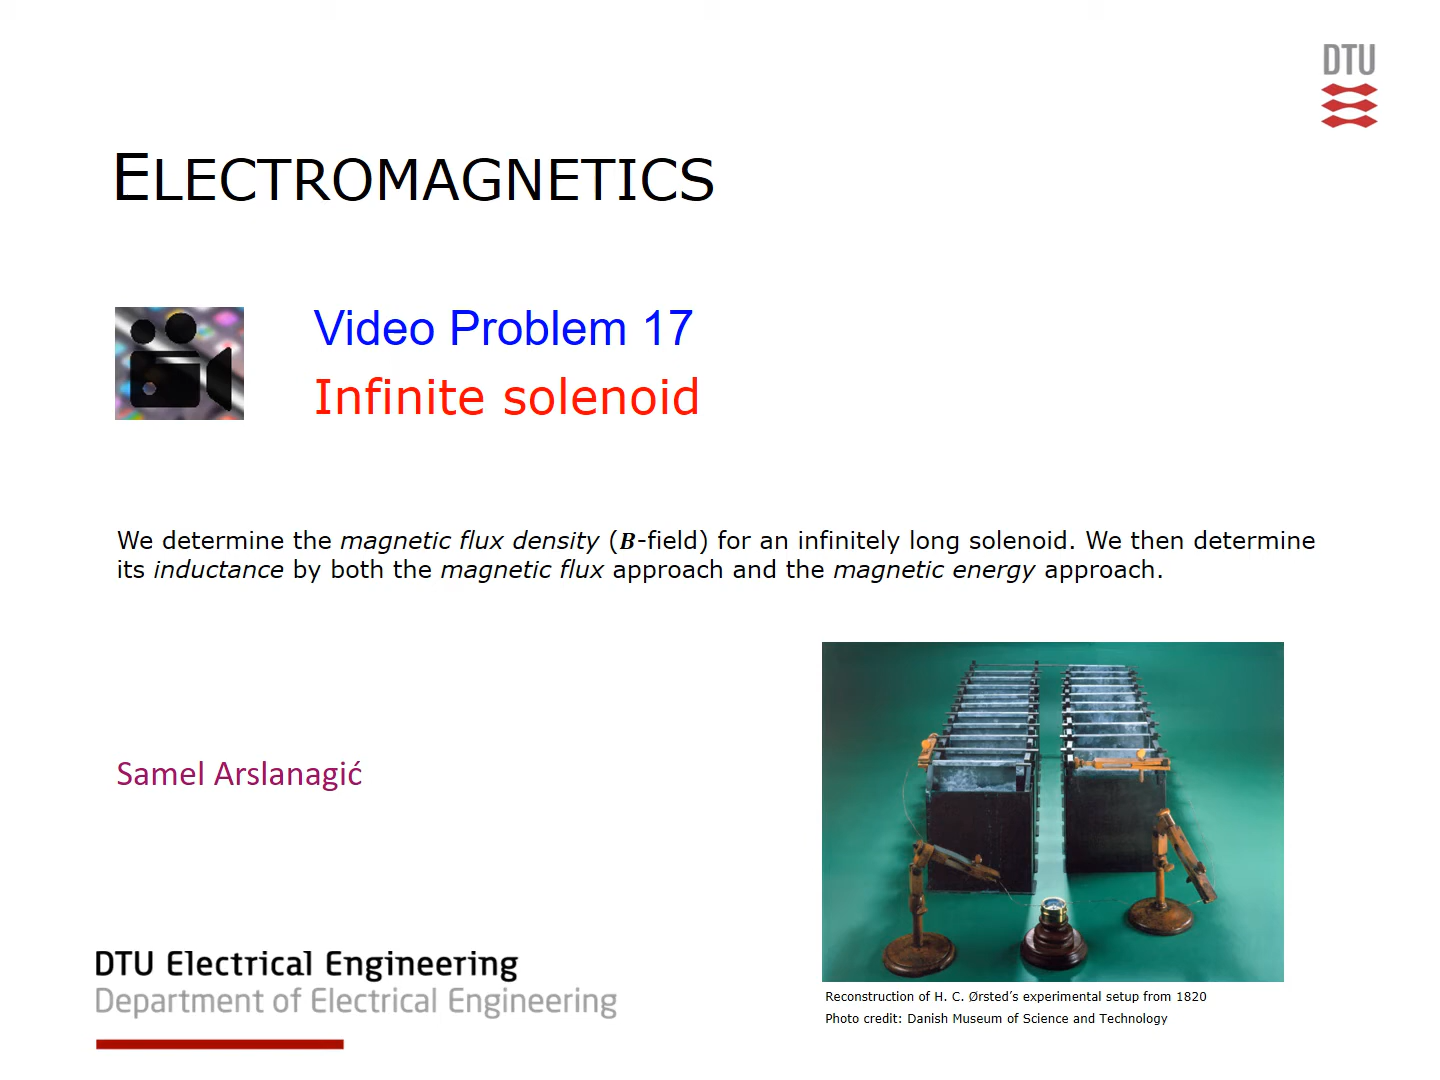 DTU
ELECTROMAGNETICS
Video Problem 17
Infinite solenoid
We determine the magnetic flux density (B-field) for an infinitely long solenoid. We then determine
its inductance by both the magnetic flux approach and the magnetic energy approach.
Samel Arslanagić
DTU Electrical Engineering
Department of Electrical Engineering
Reconstruction of H. C. Ørsted’s experimental setup from 1820
Photo credit: Danish Museum of Science and Technology